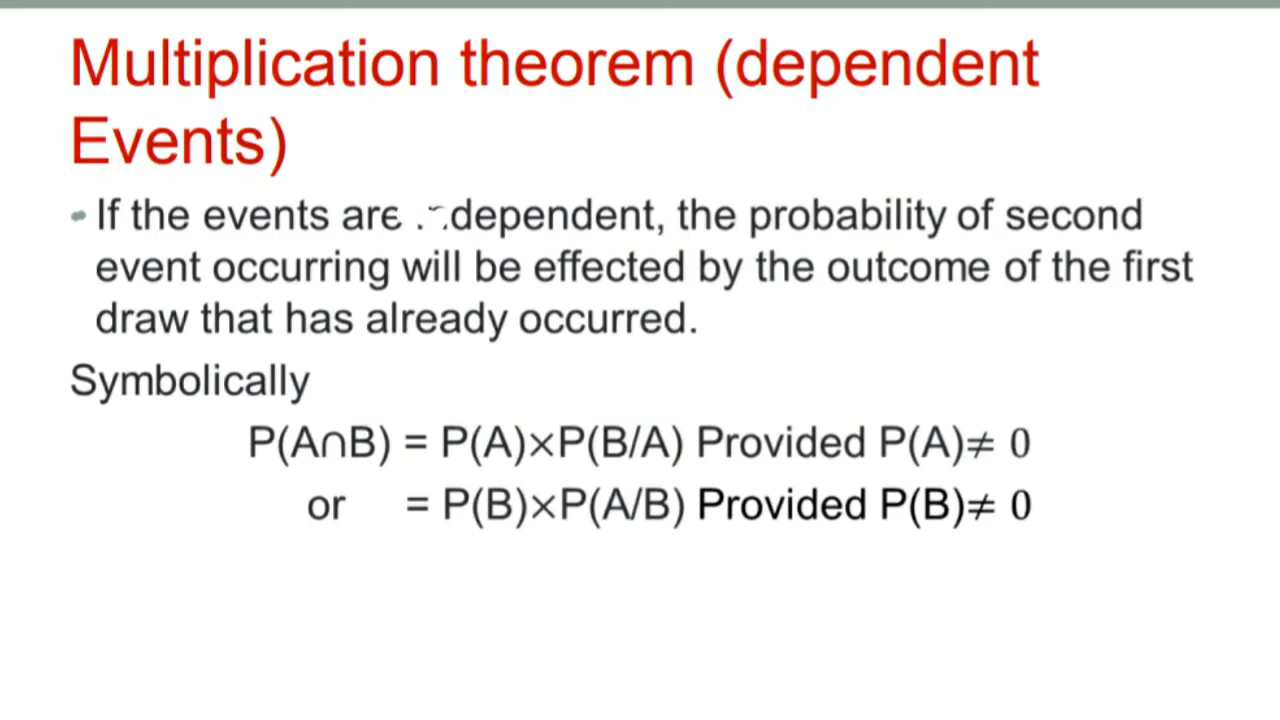 Multiplication theorem (dependent
Events)
If the events are dependent, the probability of second
event occurring will be effected by the outcome of the first
draw that has already occurred.
Symbolically
P(A∩B) = P(A)×P(B/A) Provided P(A)≠ 0
or = P(B)×P(A/B) Provided P(B)≠ 0